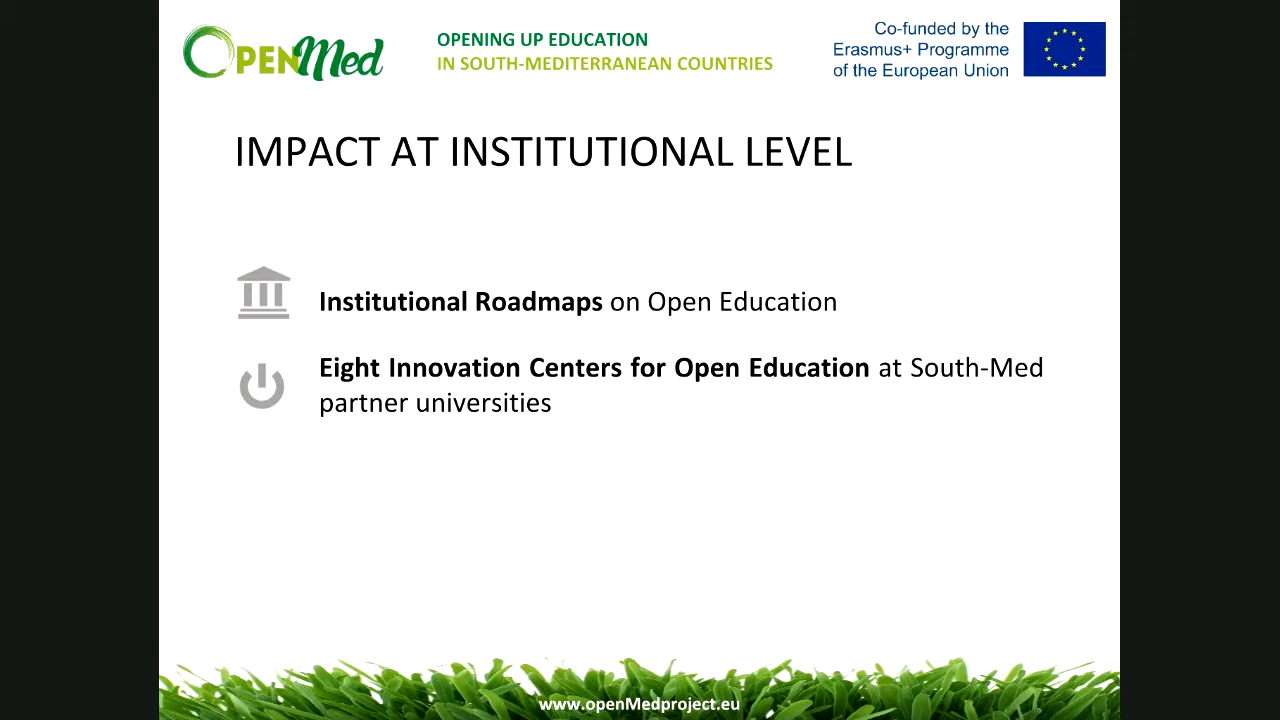 OPENMed
OPENING UP EDUCATION
IN SOUTH-MEDITERRANEAN COUNTRIES
Co-funded by the
Erasmus+ Programme
of the European Union
IMPACT AT INSTITUTIONAL LEVEL
Institutional Roadmaps on Open Education
Eight Innovation Centers for Open Education at South-Med
partner universities
www.openMedproject.eu